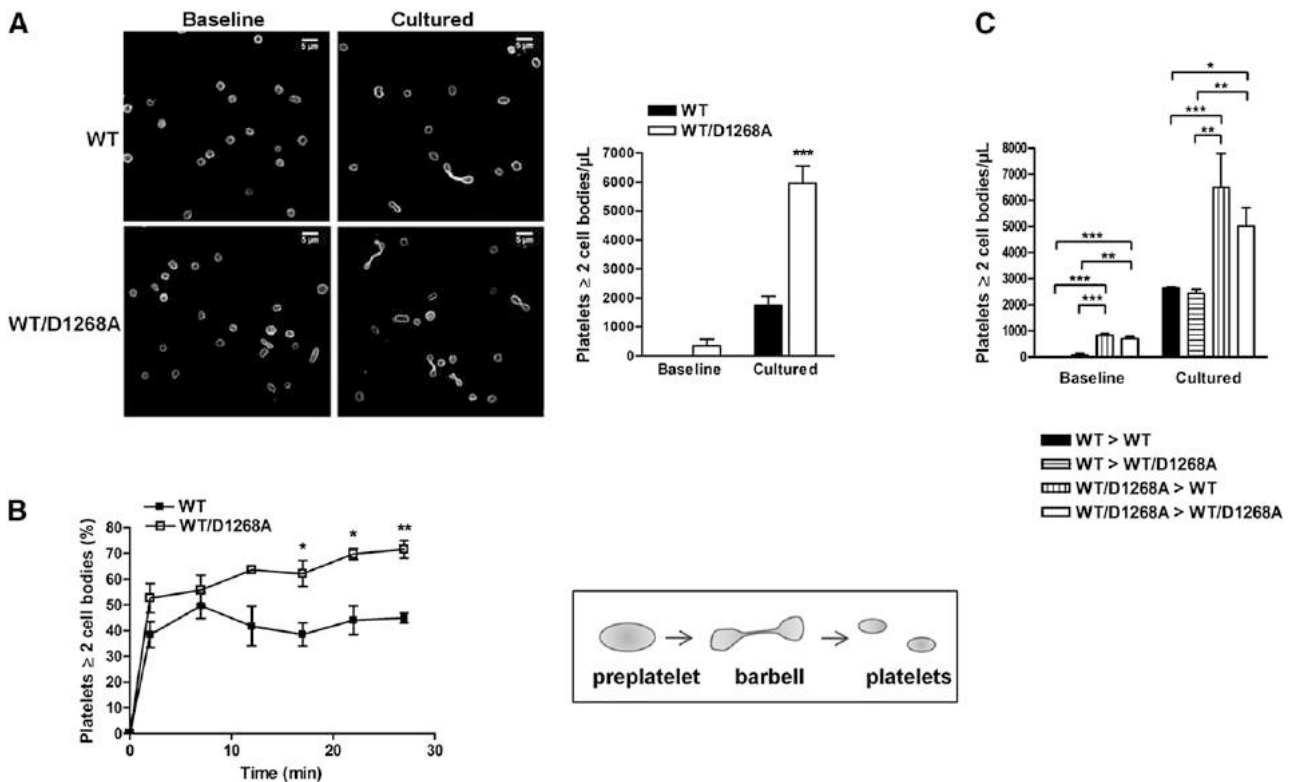 A
Baseline Cultured
5 µm 5 µm
WT
5 µm 5 µm
WT/D1268A
WT
WT/D1268A
Platelets ≥ 2 cell bodies/µL
7000
6000
5000
4000
3000
2000
1000
0
***
Baseline Cultured
C
*
**
***
**
Platelets ≥ 2 cell bodies/µL
8000
7000
6000
5000
4000
3000
2000
1000
0
***
**
***
***
Baseline Cultured
WT > WT
WT > WT/D1268A
WT/D1268A > WT
WT/D1268A > WT/D1268A
B
WT
WT/D1268A
Platelets ≥ 2 cell bodies (%)
80
70
60
50
40
30
20
10
0
* * **
0 10 20 30
Time (min)
preplatelet barbell platelets